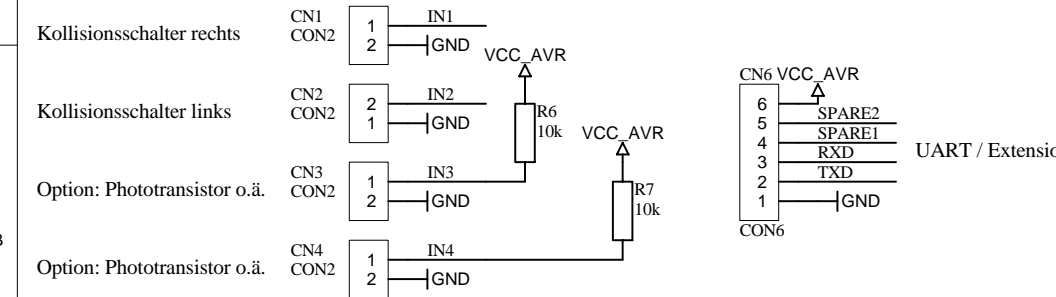 Kollisionsschalter rechts
CN1
CON2
1
2
IN1
GND
VCC_AVR
R6
10k
Kollisionsschalter links
CN2
CON2
2
1
IN2
GND
Option: Phototransistor o.ä.
CN3
CON2
1
2
IN3
GND
VCC_AVR
R7
10k
Option: Phototransistor o.ä.
CN4
CON2
1
2
IN4
GND
CN6
VCC_AVR
6
5
4
3
2
1
SPARE2
SPARE1
RXD
TXD
GND
CON6
UART / Extensio